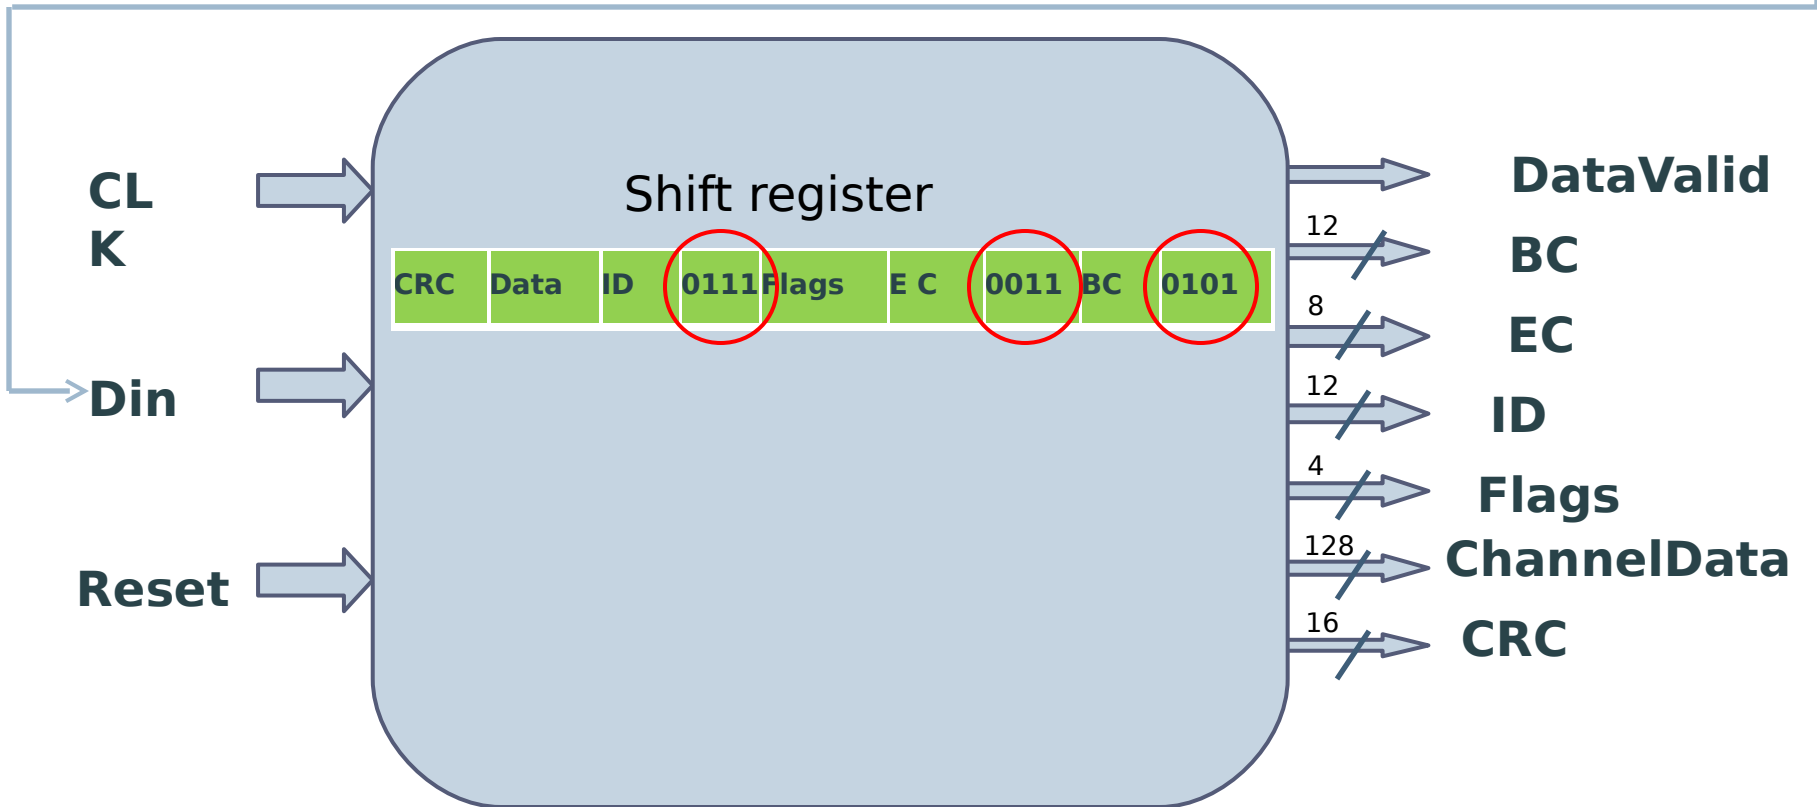 CL
K
Din
Reset
Shift register
CRC Data ID 0111 Flags E C 0011 BC 0101
DataValid
12
BC
8
EC
12
ID
4
Flags
128
ChannelData
16
CRC